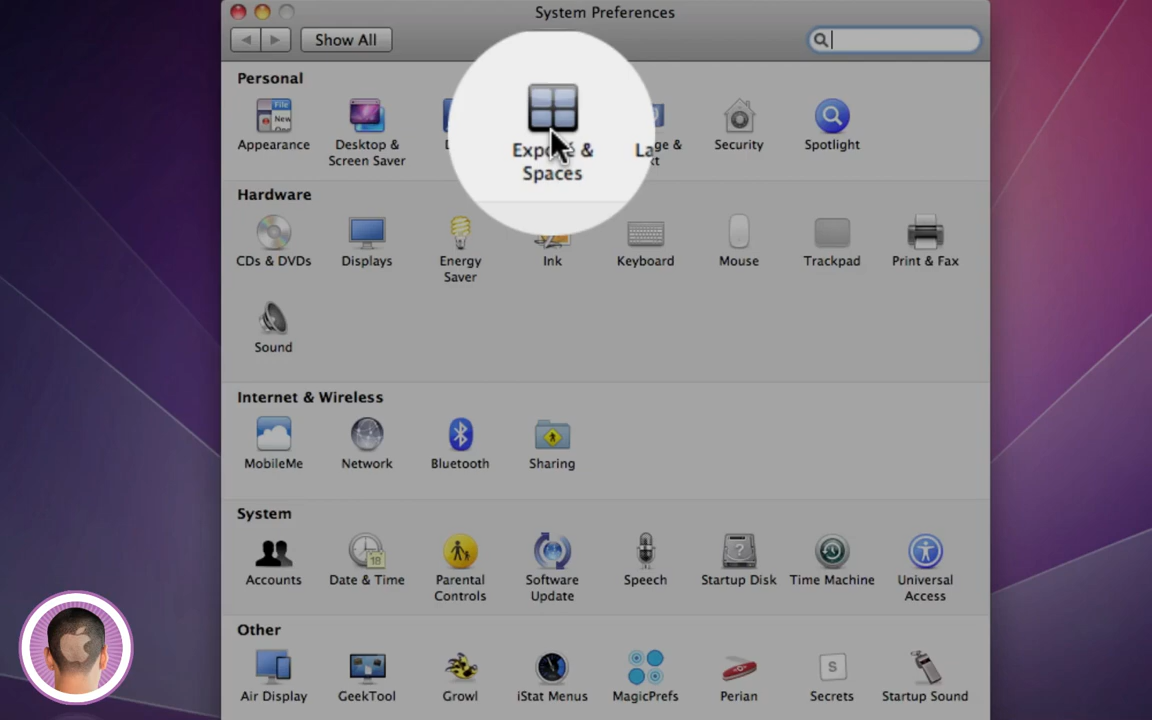 System Preferences
Show All
Personal
Appearance
Desktop &
Screen Saver
Spaces
Security
Spotlight
Hardware
CDs & DVDs
Displays
Energy
Saver
Ink
Keyboard
Mouse
Trackpad
Print & Fax
Sound
Internet & Wireless
MobileMe
Network
Bluetooth
Sharing
System
Accounts
Date & Time
Parental
Controls
Software
Update
Speech
Startup Disk
Time Machine
Universal
Access
Other
Air Display
GeekTool
Growl
iStat Menus
MagicPrefs
Perian
Secrets
Startup Sound